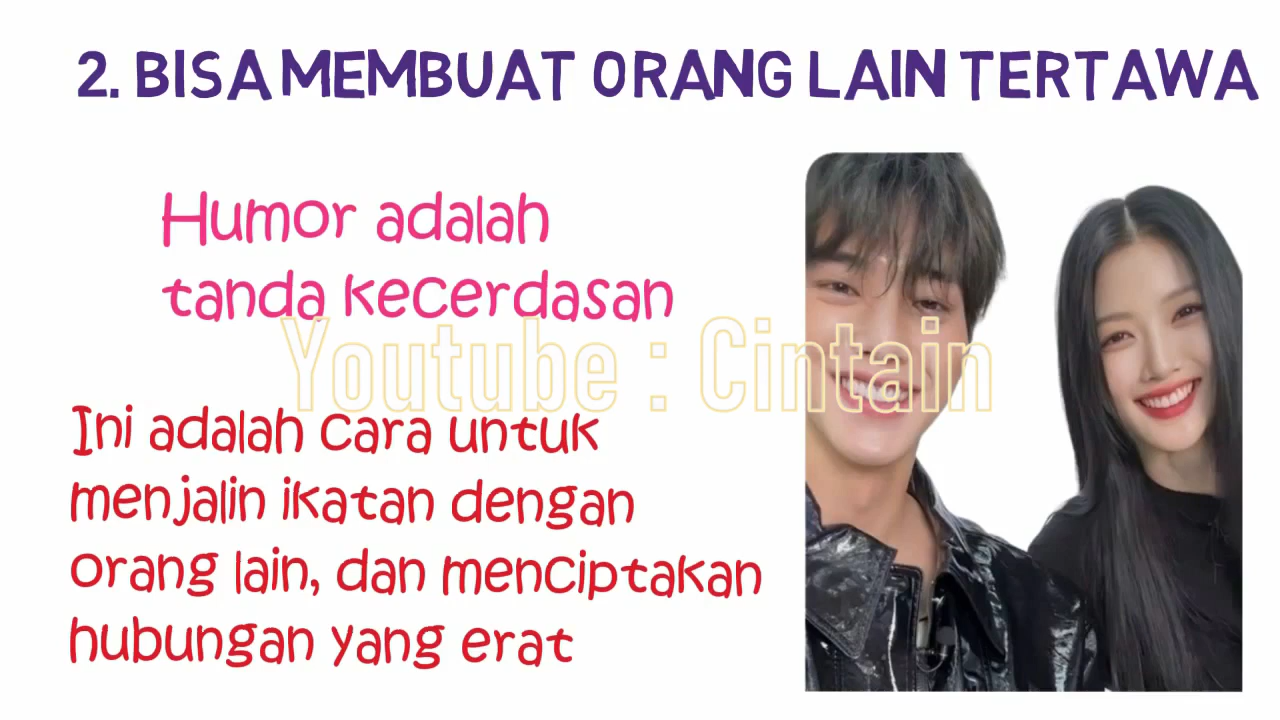 2. BISA MEMBUAT ORANG LAIN TERTAWA
Humor adalah
tanda kecerdasan
Youtube : Cintain
Ini adalah cara untuk
menjalin ikatan dengan
orang lain, dan menciptakan
hubungan yang erat